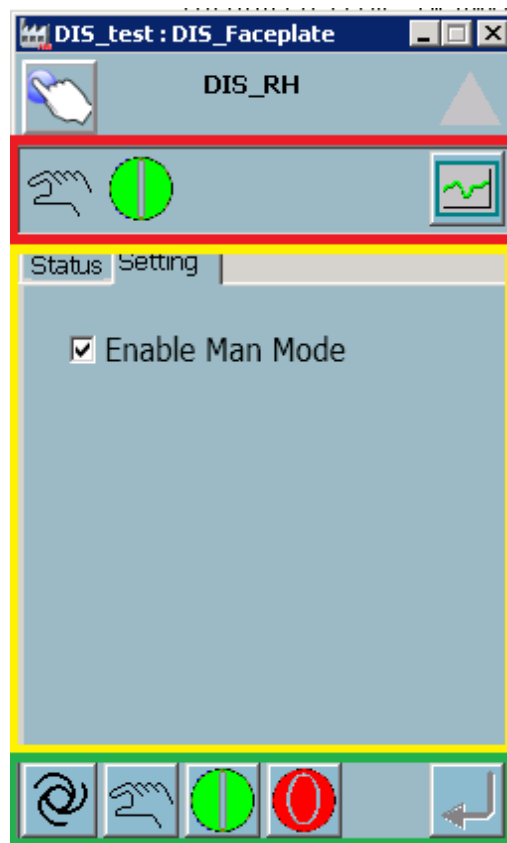 DIS_test : DIS_Faceplate
DIS_RH
Status Setting
Enable Man Mode